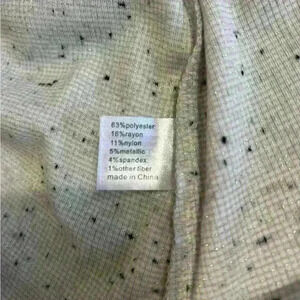 63%polyester
16%rayon
11%nylon
5%metallic
4%spandex
1%other fiber
made in China